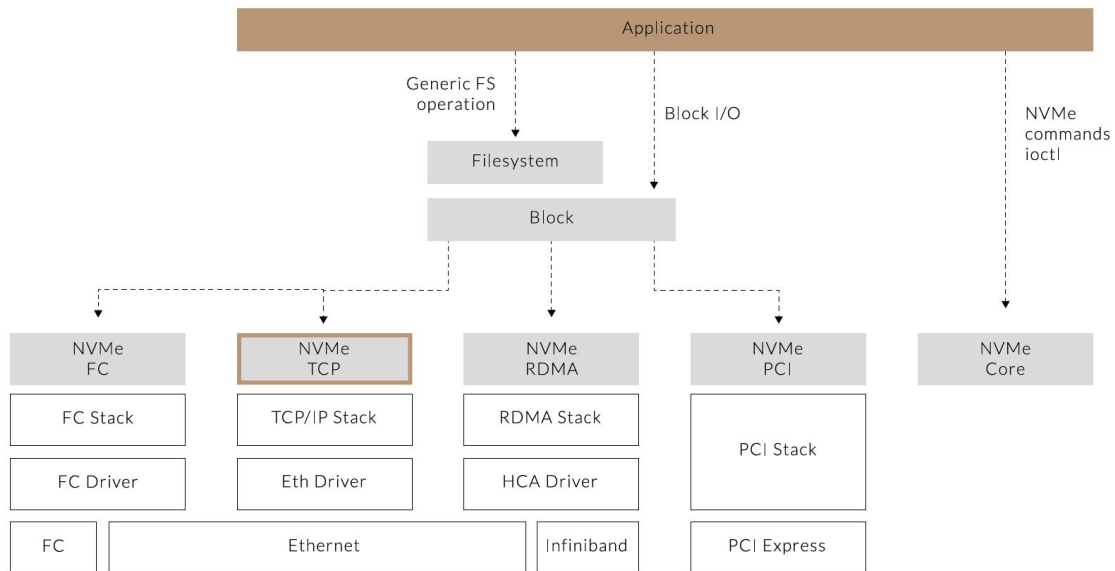 Application
Generic FS
operation
Block I/O
NVMe
commands
ioctl
Filesystem
Block
NVMe
FC
NVMe
TCP
NVMe
RDMA
NVMe
PCI
NVMe
Core
FC Stack
TCP/IP Stack
RDMA Stack
PCI Stack
FC Driver
Eth Driver
HCA Driver
FC
Ethernet
Infiniband
PCI Express